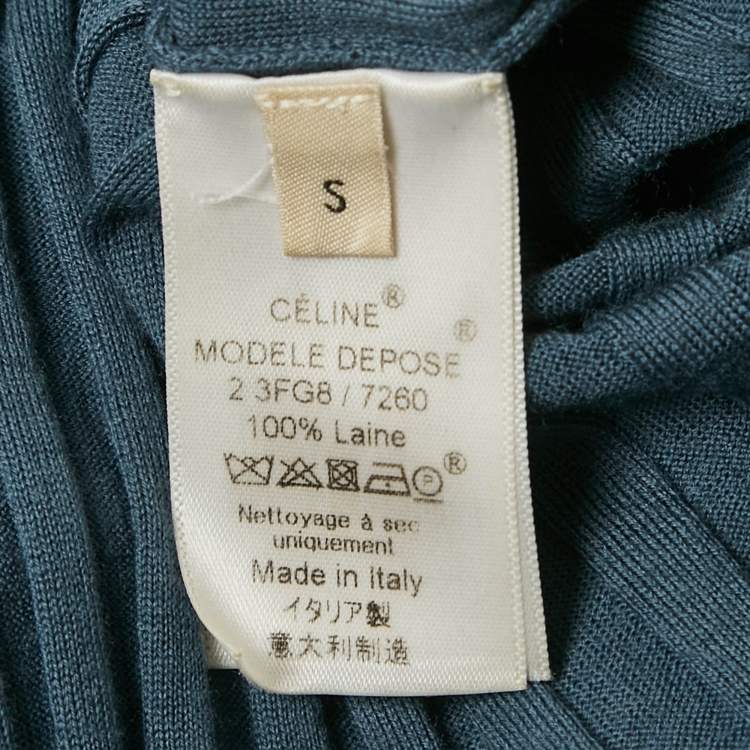 S
CÉLINE®
MODELE DEPOSE®
2 3FG8 / 7260
100% Laine
P ®
Nettoyage à sec
uniquement
Made in Italy
イタリア製
意大利制造